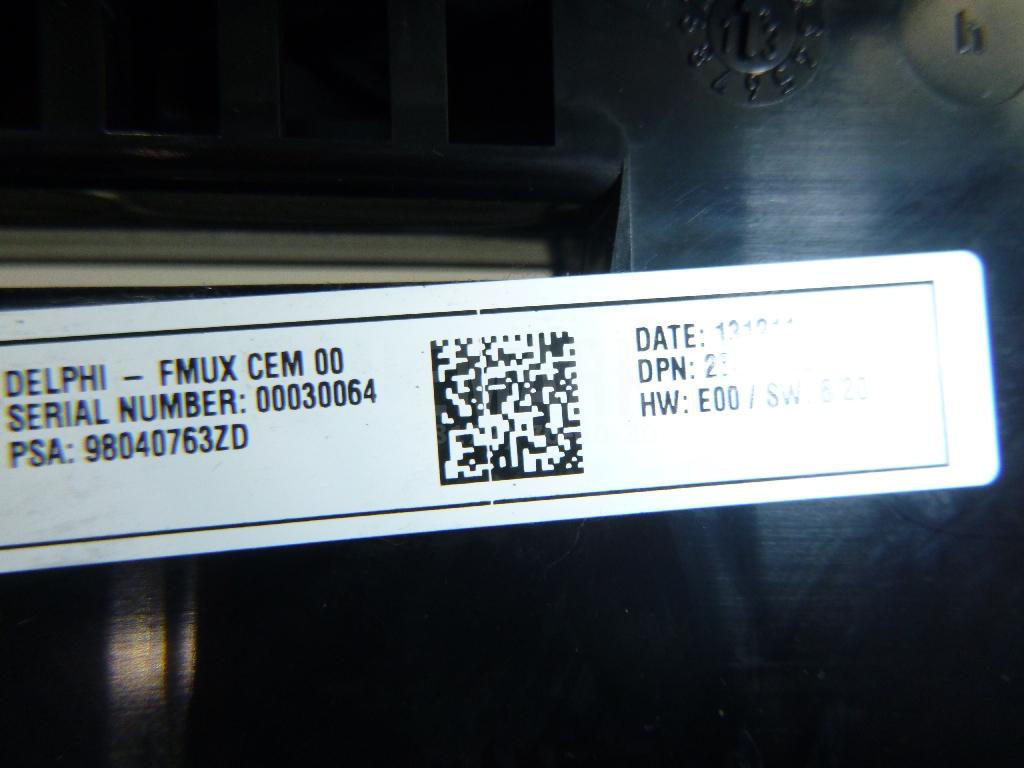 DELPHI – FMUX CEM 00
SERIAL NUMBER: 00030064
PSA: 98040763ZD
DATE:
DPN:
HW: E00 / SW:
h